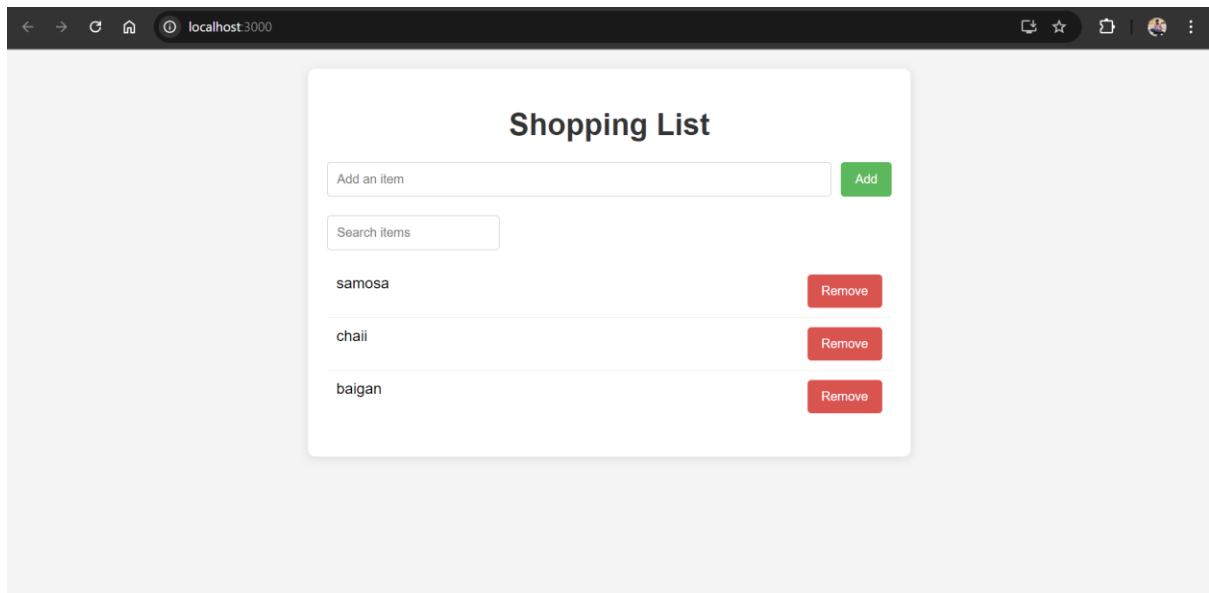 localhost:3000
Shopping List
Add an item
Add
Search items
samosa
Remove
chaii
Remove
baigan
Remove